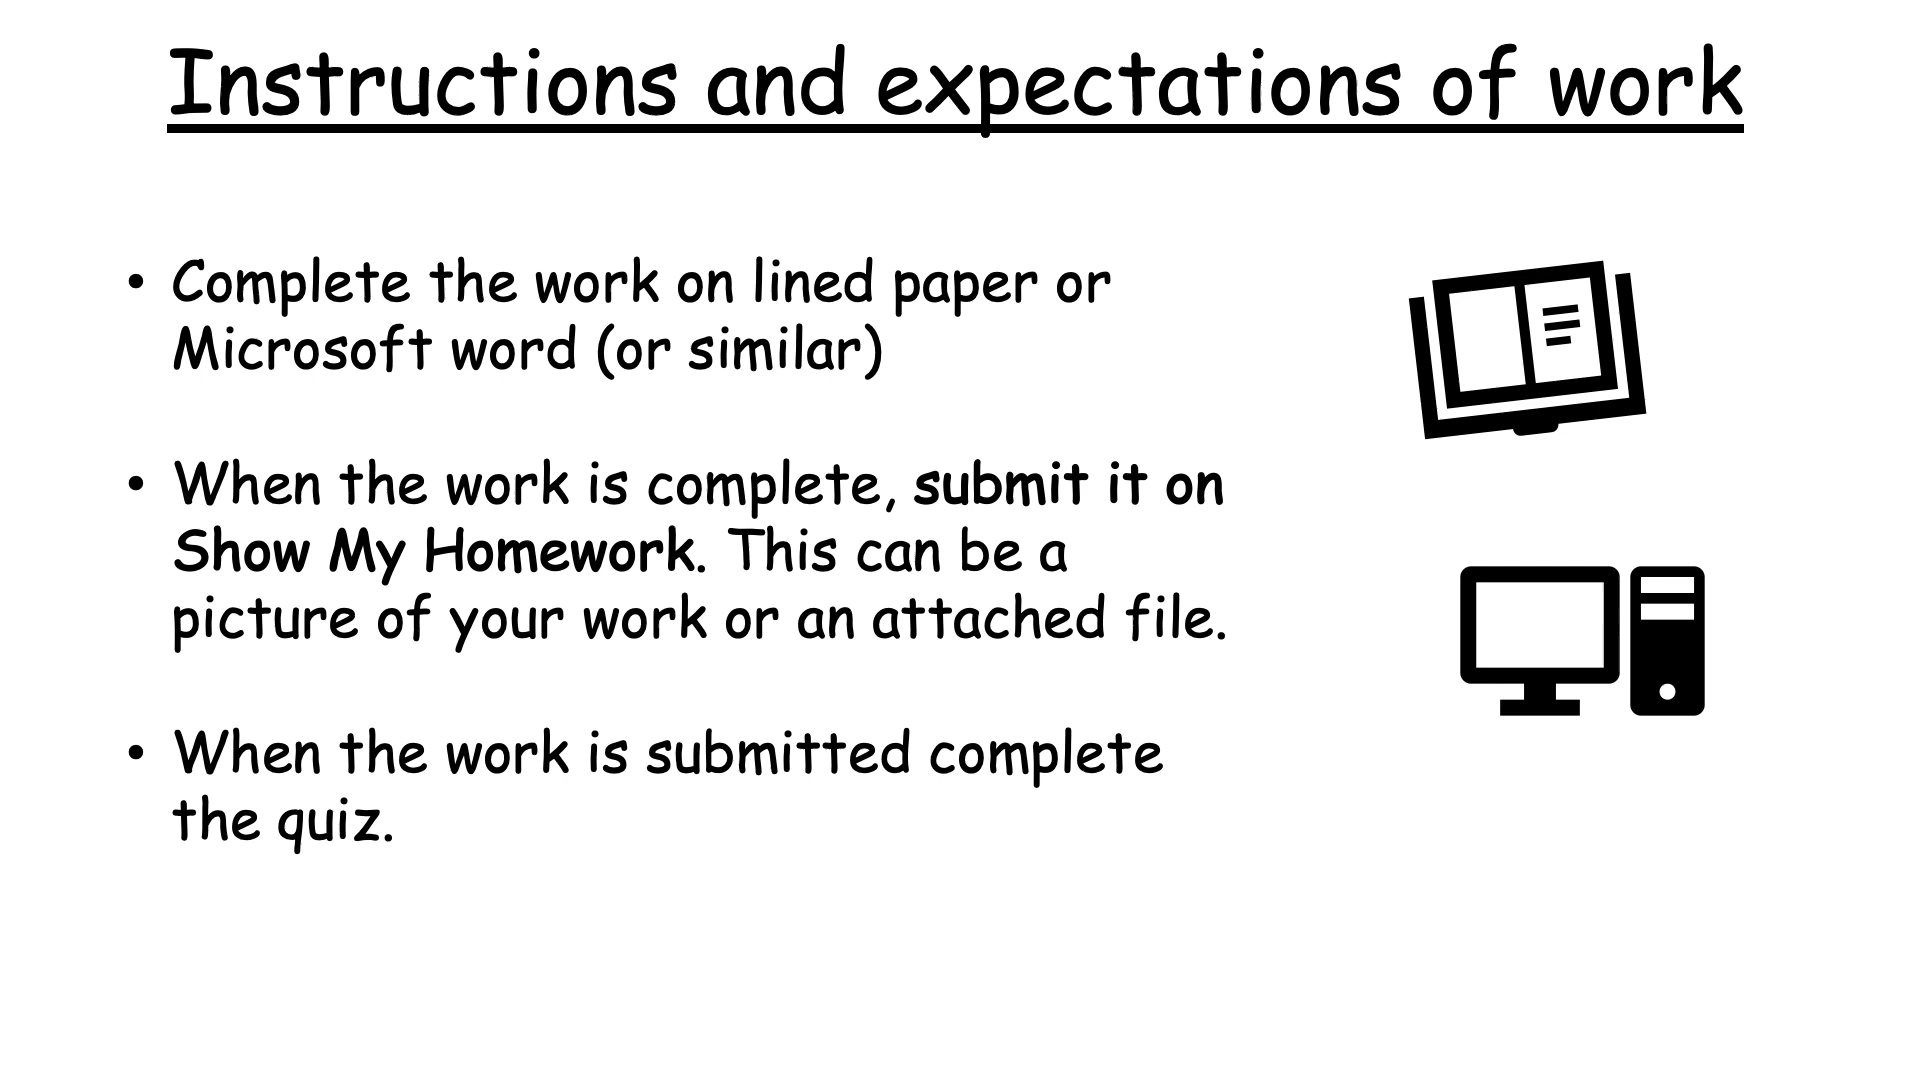 Instructions and expectations of work
• Complete the work on lined paper or
Microsoft word (or similar)
• When the work is complete, submit it on
Show My Homework. This can be a
picture of your work or an attached file.
• When the work is submitted complete
the quiz.